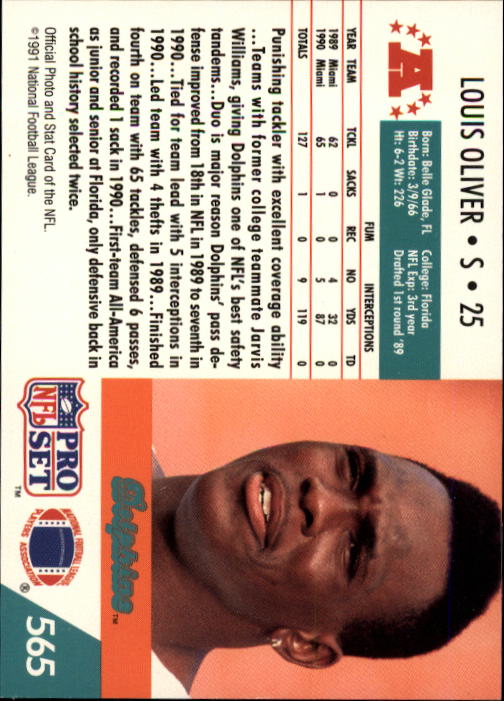 LOUIS OLIVER • S • 25
A
Born: Belle Glade, FL College: Florida
Birthdate: 3/9/66 NFL Exp: 3rd year
Ht: 6-2 Wt: 226 Drafted 1st round '89
FUM INTERCEPTIONS
YEAR TEAM TCKL SACKS REC NO YDS TD
1989 Miami 62 0 0 4 32 0
1990 Miami 65 1 0 5 87 0
TOTALS 127 1 0 9 119 0
Punishing tackler with excellent coverage ability
...Teams with former college teammate Jarvis
Williams, giving Dolphins one of NFL's best safety
tandems...Duo is major reason Dolphins' pass de-
fense improved from 18th in NFL in 1989 to seventh in
1990...Tied for team lead with 5 interceptions in
1990...Led team with 4 thefts in 1989...Finished
fourth on team with 65 tackles, defensed 6 passes,
and recorded 1 sack in 1990...First-team All-America
as junior and senior at Florida, only defensive back in
school history selected twice.
Official Photo and Stat Card of the NFL.
©1991 National Football League.
Dolphins™
NFL PRO SET™
NATIONAL FOOTBALL LEAGUE
PLAYERS ASSOCIATION®
565